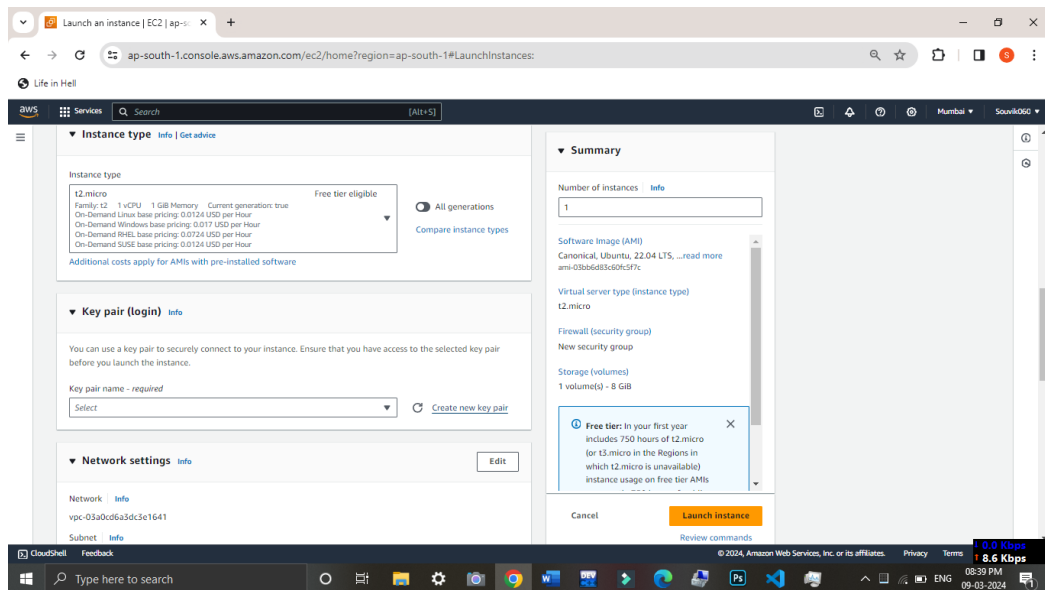 Launch an instance | EC2 | ap-so
ap-south-1.console.aws.amazon.com/ec2/home?region=ap-south-1#LaunchInstances:
S
Life in Hell
aws
Services
Search
[Alt+S]
Mumbai
Souvik060
Instance type Info | Get advice
Instance type
t2.micro Free tier eligible
Family: t2 1 vCPU 1 GiB Memory Current generation: true
On-Demand Linux base pricing: 0.0124 USD per Hour
On-Demand Windows base pricing: 0.017 USD per Hour
On-Demand RHEL base pricing: 0.0724 USD per Hour
On-Demand SUSE base pricing: 0.0124 USD per Hour
All generations
Compare instance types
Additional costs apply for AMIs with pre-installed software
Key pair (login) Info
You can use a key pair to securely connect to your instance. Ensure that you have access to the selected key pair
before you launch the instance.
Key pair name - required
Select
Create new key pair
Network settings Info
Edit
Network Info
vpc-03a0cd6a3dc3e1641
Subnet Info
Summary
Number of instances Info
1
Software Image (AMI)
Canonical, Ubuntu, 22.04 LTS, ...read more
ami-03bb6d83c60fc5f7c
Virtual server type (instance type)
t2.micro
Firewall (security group)
New security group
Storage (volumes)
1 volume(s) - 8 GiB
Free tier: In your first year
includes 750 hours of t2.micro
(or t3.micro in the Regions in
which t2.micro is unavailable)
instance usage on free tier AMIs
Cancel
Launch instance
Review commands
CloudShell Feedback
© 2024, Amazon Web Services, Inc. or its affiliates. Privacy Terms
0.0 Kbps
8.6 Kbps
Type here to search
W
DEV
Ps
ENG
08:39 PM
09-03-2024